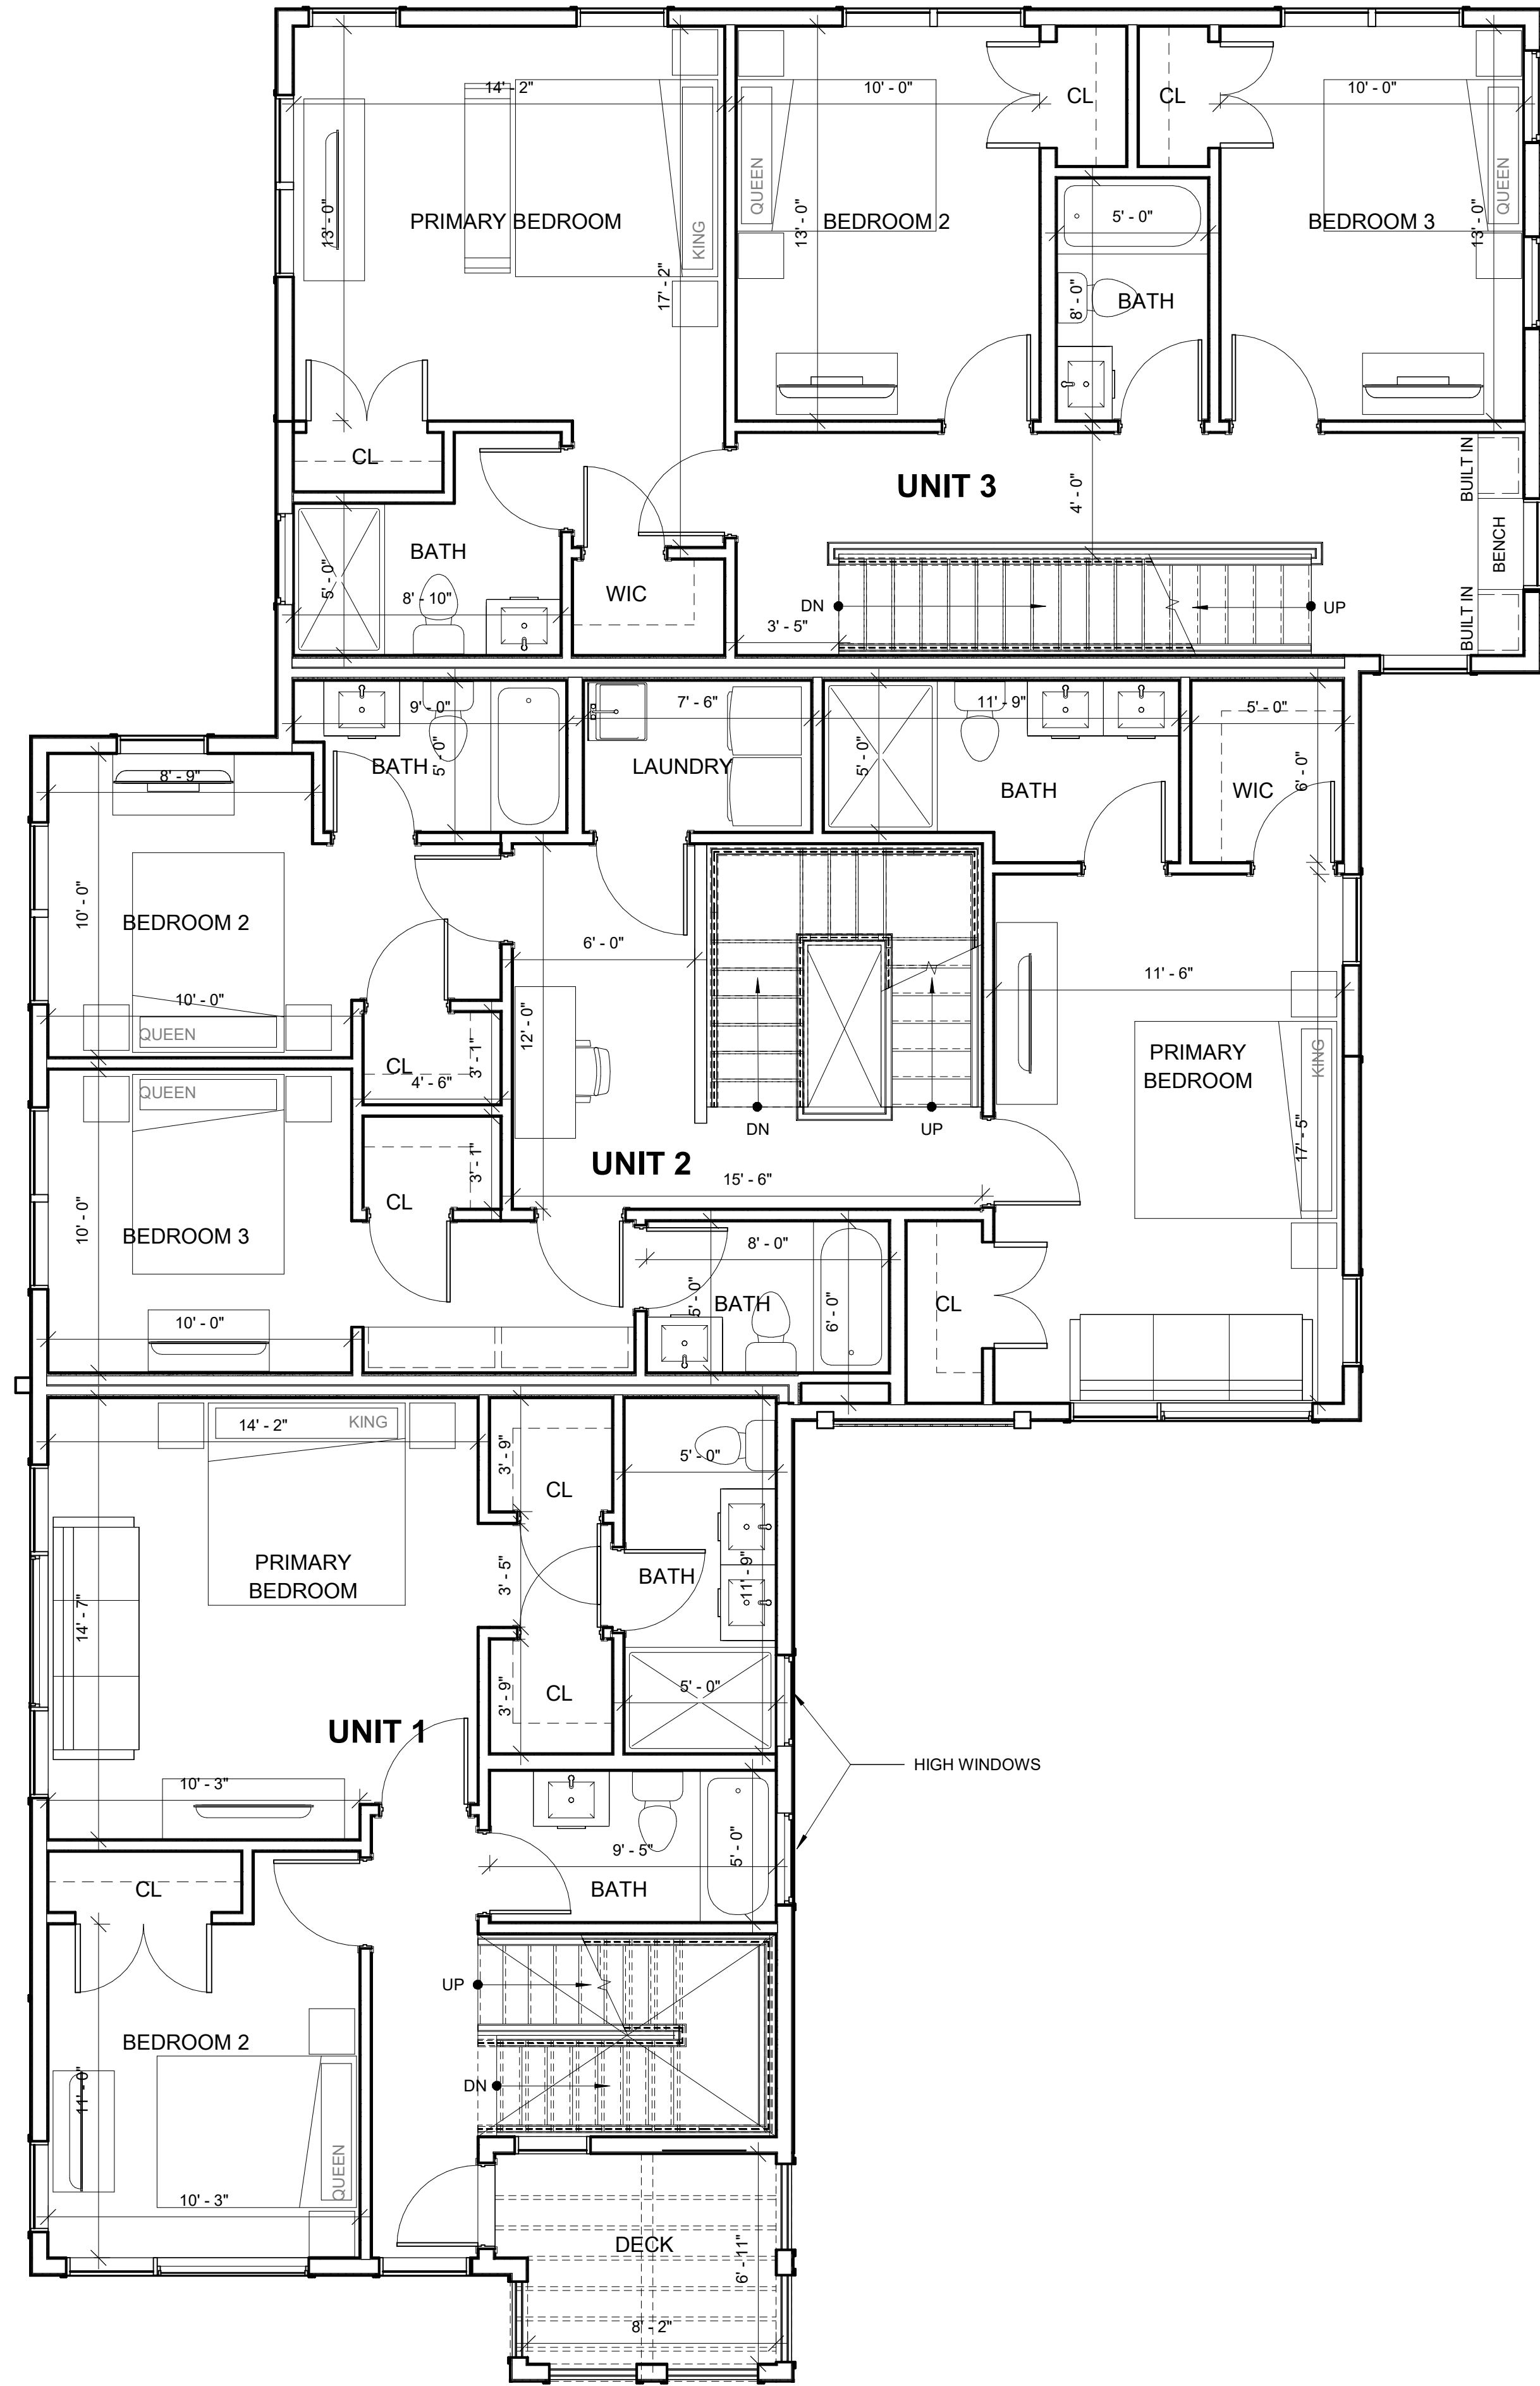 14' - 2"
10' - 0"
CL
CL
10' - 0"
QUEEN
QUEEN
13' - 0"
PRIMARY BEDROOM
KING
13' - 0"
BEDROOM 2
5' - 0"
BEDROOM 3
13' - 0"
17' - 2"
8' - 0"
BATH
CL
UNIT 3
4' - 0"
BUILT IN
BENCH
BUILT IN
BATH
5' - 0"
8' - 10"
WIC
DN
UP
3' - 5"
9' - 0"
7' - 6"
11' - 9"
5' - 0"
BATH
5' - 0"
LAUNDRY
5' - 0"
BATH
6' - 0"
WIC
8' - 9"
10' - 0"
BEDROOM 2
6' - 0"
11' - 6"
10' - 0"
QUEEN
12' - 0"
CL
3' - 1"
4' - 6"
PRIMARY
BEDROOM
KING
QUEEN
DN
UP
17' - 5"
3' - 1"
UNIT 2
15' - 6"
CL
10' - 0"
BEDROOM 3
8' - 0"
5' - 0"
BATH
6' - 0"
CL
10' - 0"
14' - 2"
KING
3' - 9"
5' - 0"
CL
PRIMARY
BEDROOM
3' - 5"
BATH
11' - 9"
14' - 7"
3' - 9"
CL
5' - 0"
UNIT 1
HIGH WINDOWS
10' - 3"
9' - 5"
5' - 0"
CL
BATH
UP
BEDROOM 2
DN
11' - 0"
QUEEN
10' - 3"
DECK
6' - 11"
8' - 2"